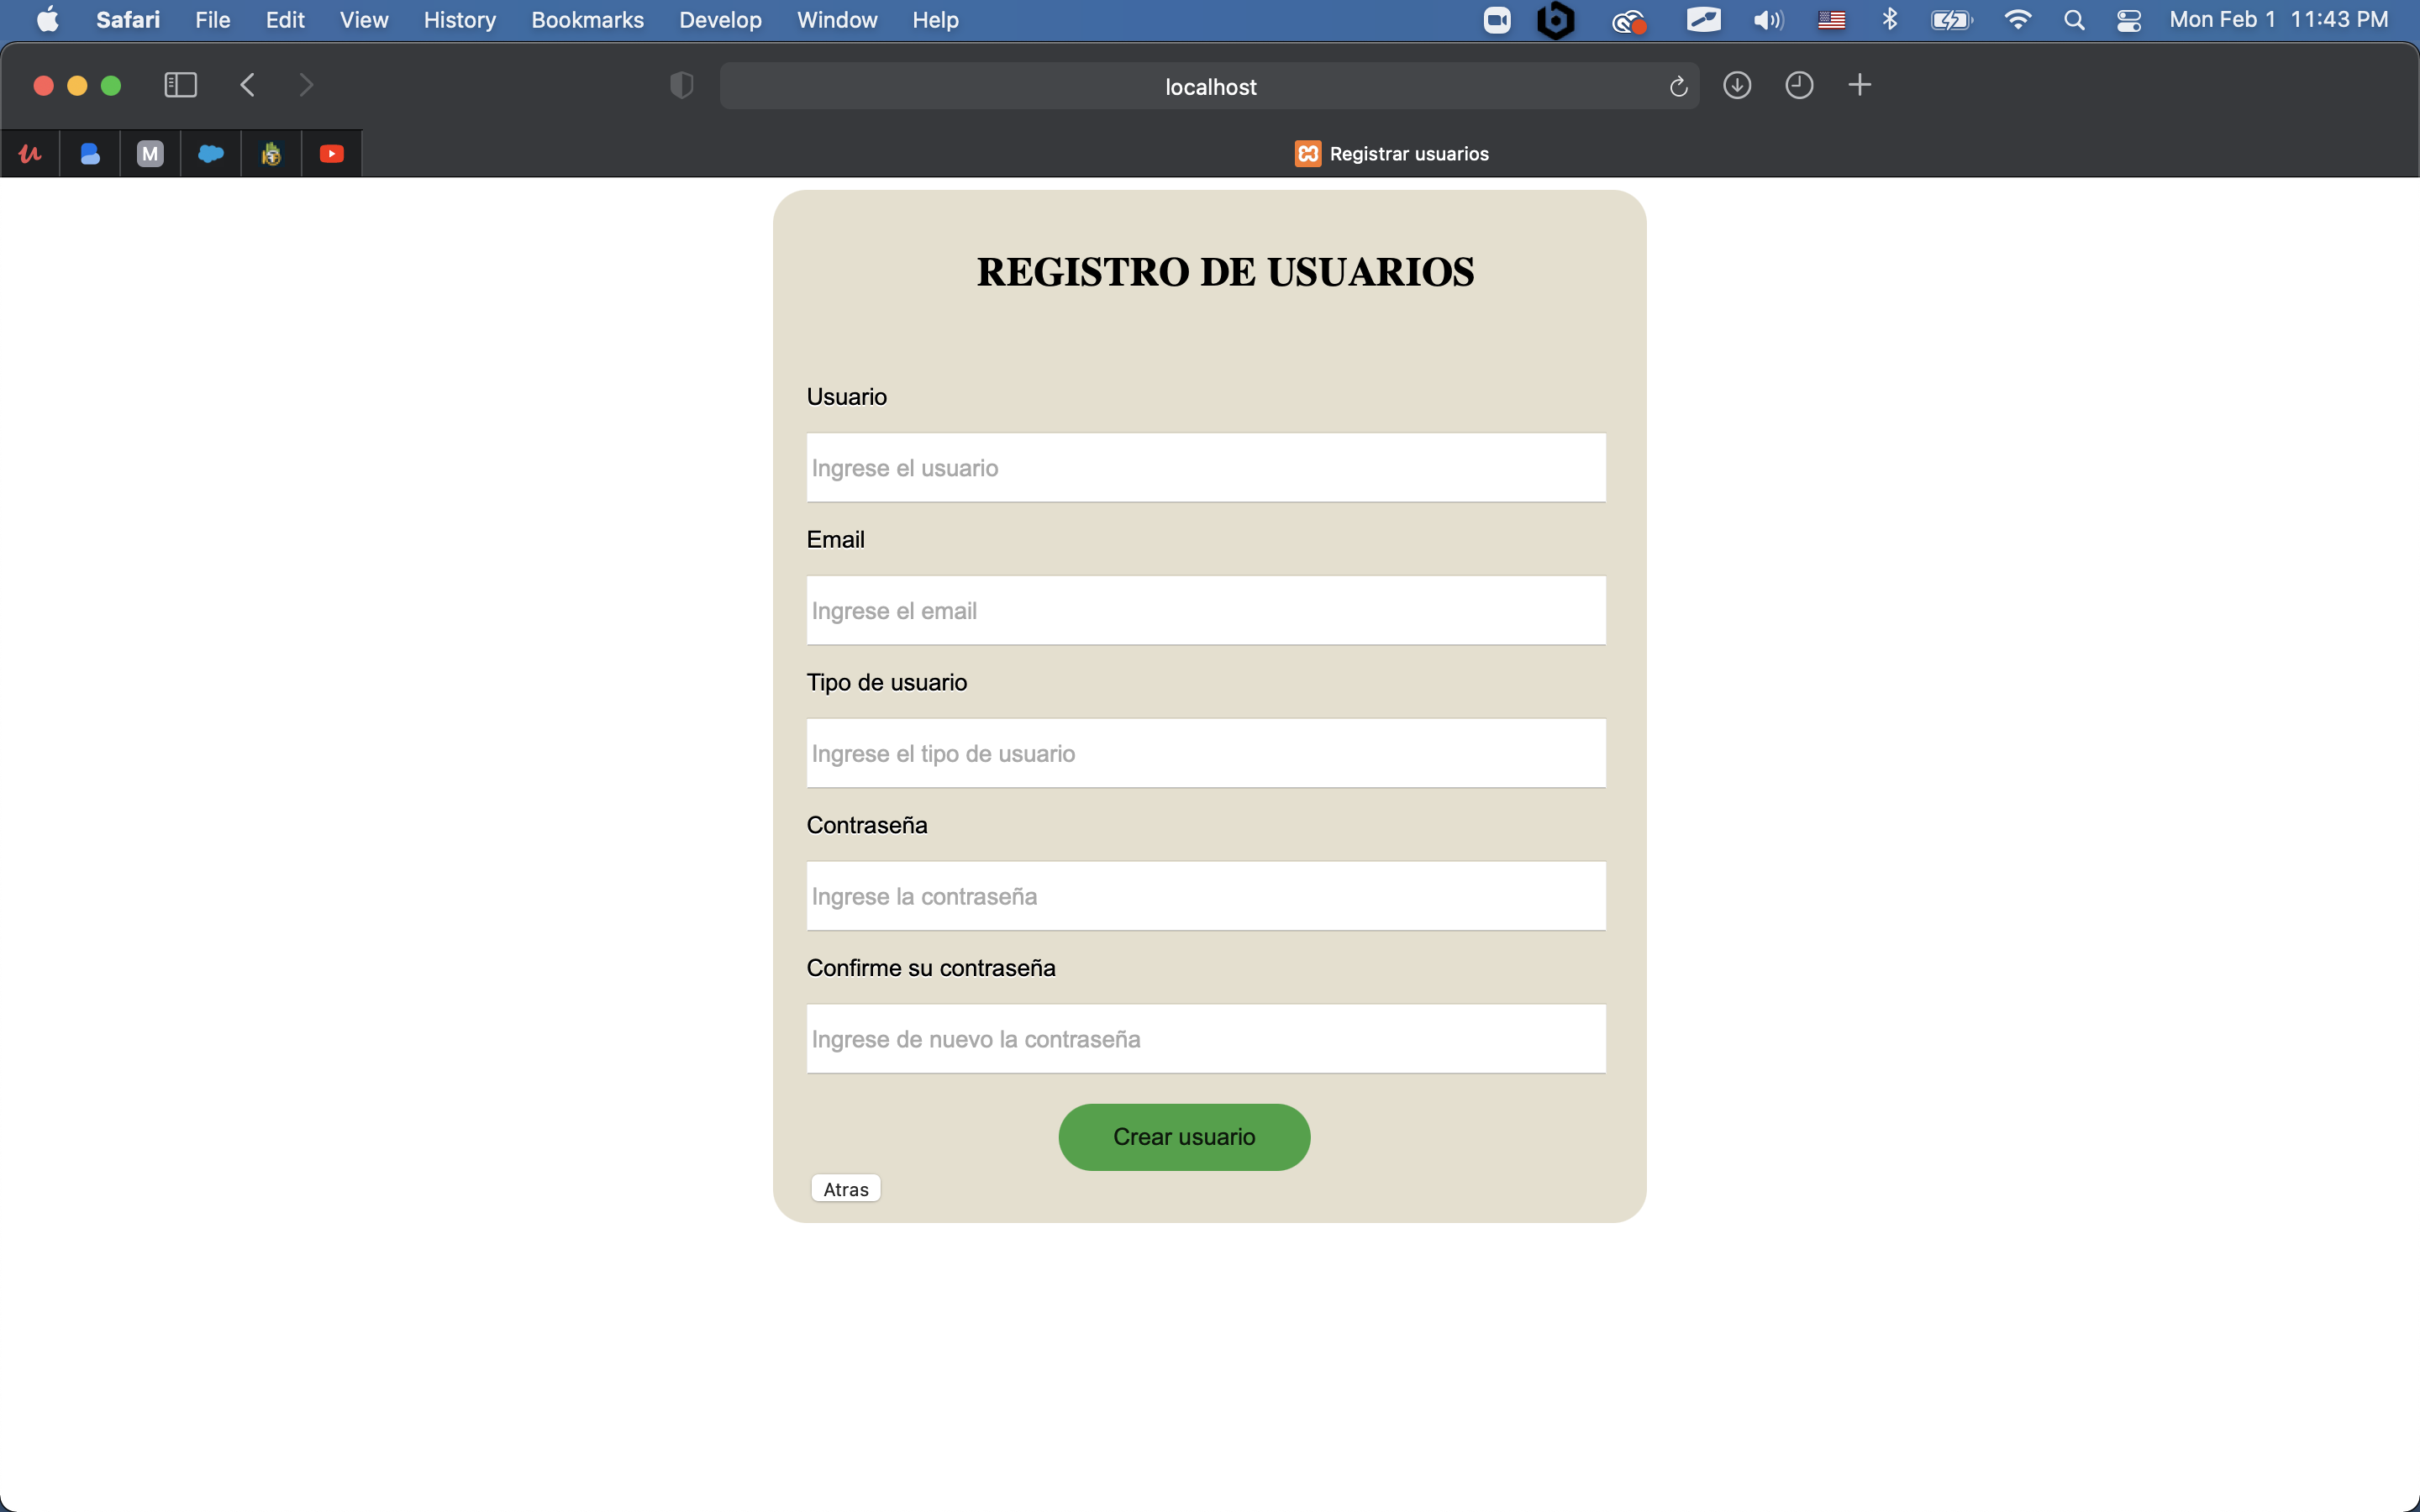 Safari File Edit View History Bookmarks Develop Window Help Mon Feb 1 11:43 PM
localhost
M Registrar usuarios
REGISTRO DE USUARIOS
Usuario
Ingrese el usuario
Email
Ingrese el email
Tipo de usuario
Ingrese el tipo de usuario
Contraseña
Ingrese la contraseña
Confirme su contraseña
Ingrese de nuevo la contraseña
Crear usuario
Atras